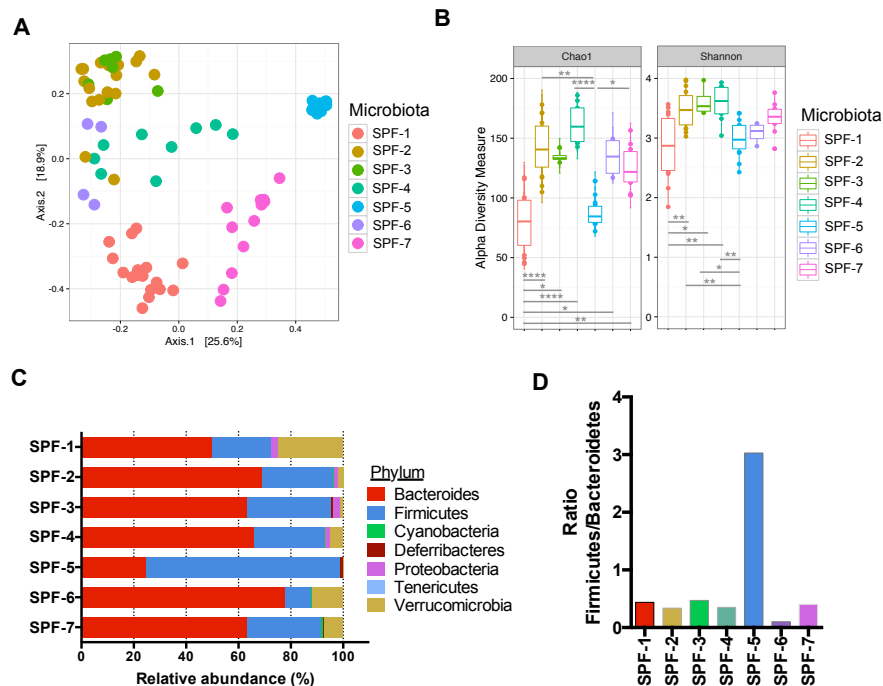 A
0.2
0.0
-0.2
-0.4
Axis.2 [18.9%]
-0.2
0.0
0.2
0.4
Axis.1 [25.6%]
Microbiota
SPF-1
SPF-2
SPF-3
SPF-4
SPF-5
SPF-6
SPF-7
B
Chao1
Shannon
Alpha Diversity Measure
200
150
100
50
0
4
3
2
1
0
**
****
*
****
*
****
*
**
**
*
**
**
*
**
Microbiota
SPF-1
SPF-2
SPF-3
SPF-4
SPF-5
SPF-6
SPF-7
C
SPF-1
SPF-2
SPF-3
SPF-4
SPF-5
SPF-6
SPF-7
0 20 40 60 80 100
Relative abundance (%)
Phylum
Bacteroides
Firmicutes
Cyanobacteria
Deferribacteres
Proteobacteria
Tenericutes
Verrucomicrobia
D
Ratio
Firmicutes/Bacteroidetes
4
3
2
1
0
SPF-1
SPF-2
SPF-3
SPF-4
SPF-5
SPF-6
SPF-7